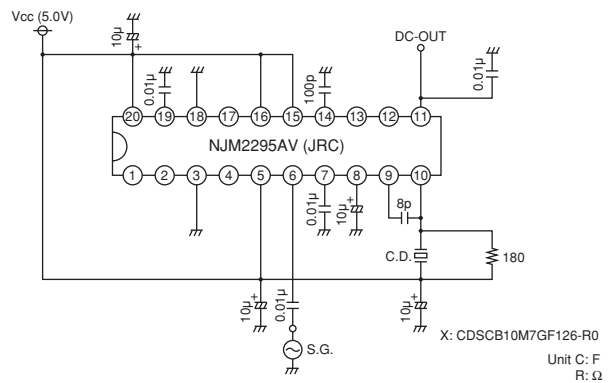 Vcc (5.0V)
10μ
+
0.01μ
100p
DC-OUT
0.01μ
20 19 18 17 16 15 14 13 12 11
NJM2295AV (JRC)
1 2 3 4 5 6 7 8 9 10
0.01μ
10μ
+
8p
C.D.
180
10μ
+
0.01μ
10μ
+
S.G.
X: CDSCB10M7GF126-R0
Unit C: F
R: Ω